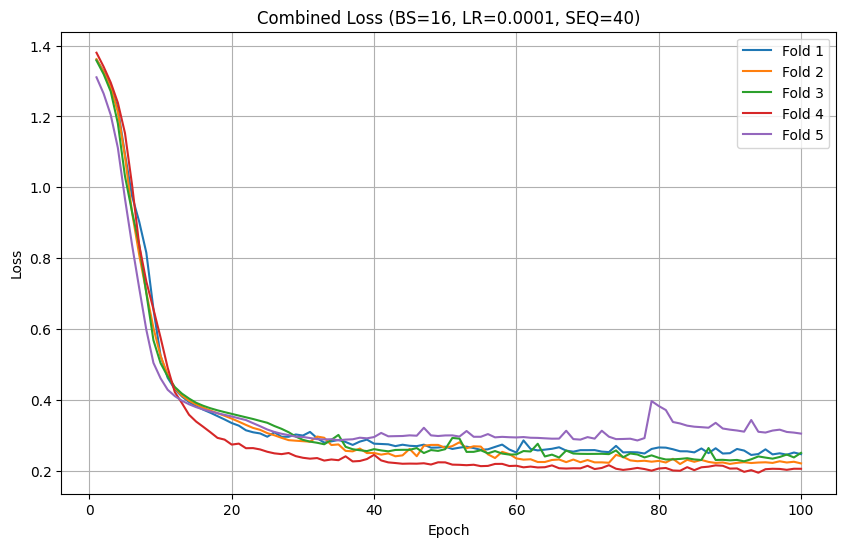 Combined Loss (BS=16, LR=0.0001, SEQ=40)
1.4
1.2
1.0
0.8
0.6
0.4
0.2
Loss
Fold 1
Fold 2
Fold 3
Fold 4
Fold 5
0 20 40 60 80 100
Epoch